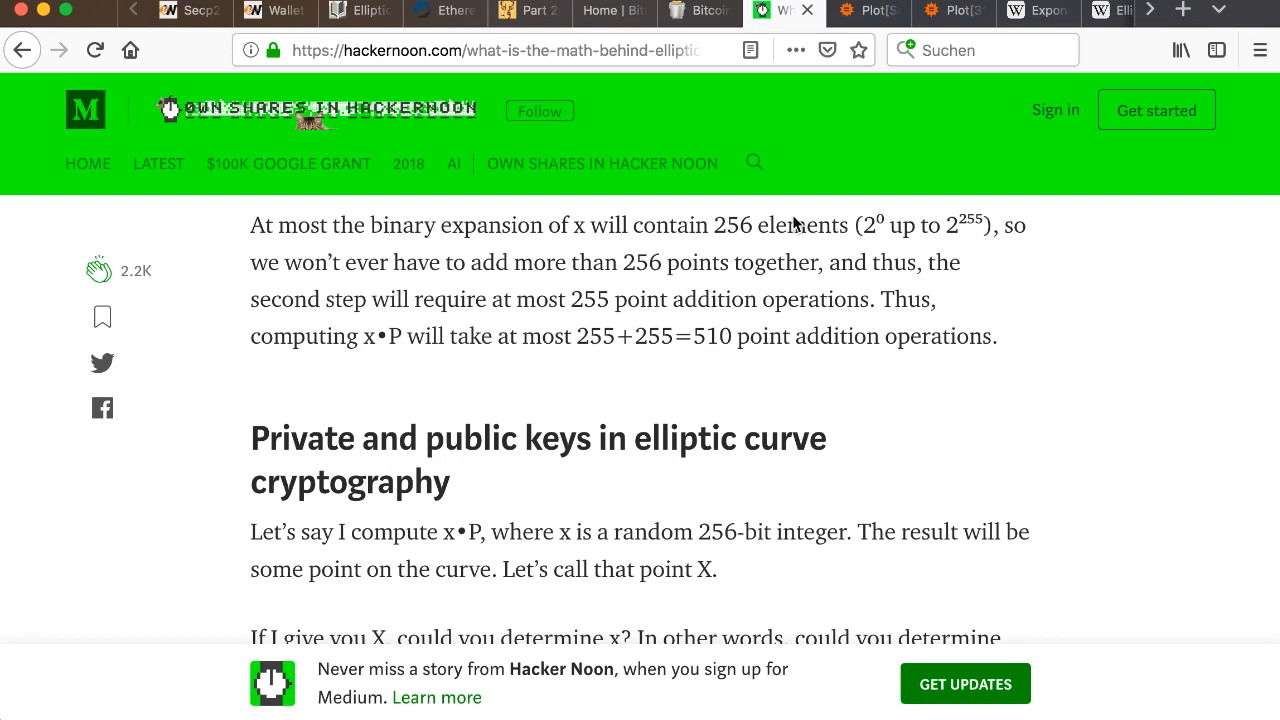 Secp2
Wallet
Ellipti
Ethere
Part 2
Home | Bit
Bitcoin
Wh
Plot[S
Plot[3
Expon
Elli
https://hackernoon.com/what-is-the-math-behind-elliptic
Suchen
M
OWN SHARES IN HACKERNOON
Follow
Sign in
Get started
HOME
LATEST
$100K GOOGLE GRANT
2018
AI
OWN SHARES IN HACKER NOON
At most the binary expansion of x will contain 256 elements (2⁰ up to 2²⁵⁵), so
we won’t ever have to add more than 256 points together, and thus, the
second step will require at most 255 point addition operations. Thus,
computing x•P will take at most 255+255=510 point addition operations.
2.2K
Private and public keys in elliptic curve
cryptography
Let’s say I compute x•P, where x is a random 256-bit integer. The result will be
some point on the curve. Let’s call that point X.
If I give you X, could you determine x? In other words, could you determine
Never miss a story from Hacker Noon, when you sign up for
Medium. Learn more
GET UPDATES